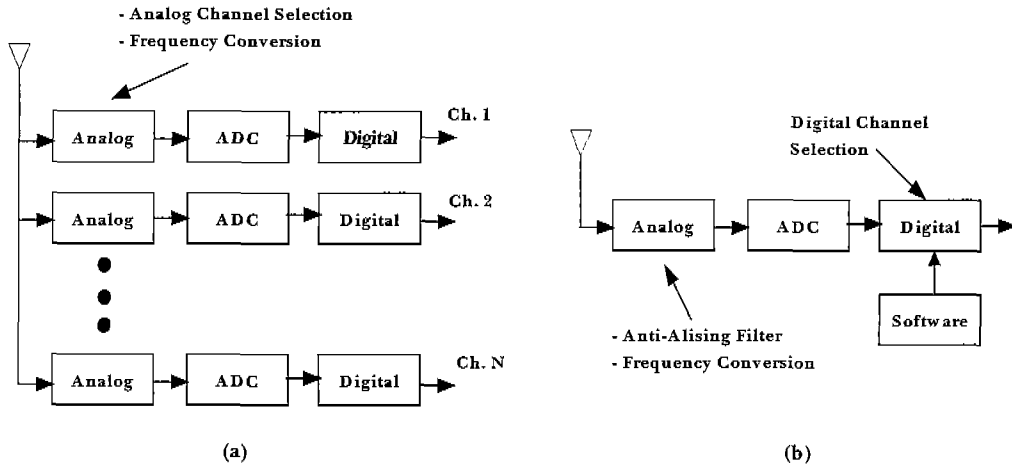 - Analog Channel Selection
- Frequency Conversion
Analog
ADC
Digital
Ch. 1
Analog
ADC
Digital
Ch. 2
Analog
ADC
Digital
Ch. N
(a)
Digital Channel
Selection
Analog
ADC
Digital
Software
- Anti-Alising Filter
- Frequency Conversion
(b)